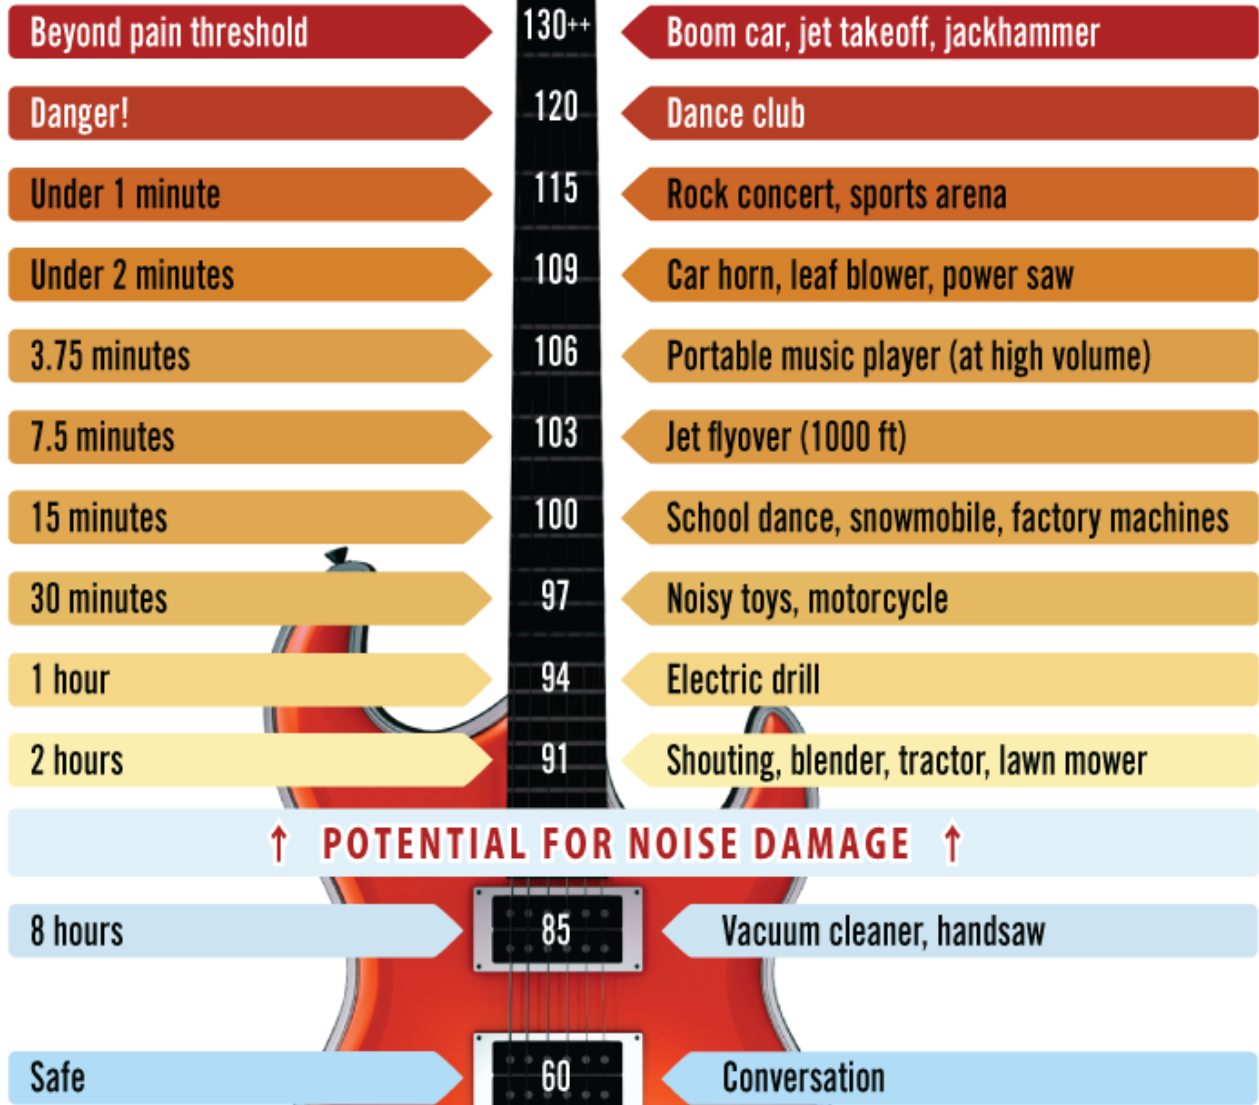 Beyond pain threshold 130++ Boom car, jet takeoff, jackhammer
Danger! 120 Dance club
Under 1 minute 115 Rock concert, sports arena
Under 2 minutes 109 Car horn, leaf blower, power saw
3.75 minutes 106 Portable music player (at high volume)
7.5 minutes 103 Jet flyover (1000 ft)
15 minutes 100 School dance, snowmobile, factory machines
30 minutes 97 Noisy toys, motorcycle
1 hour 94 Electric drill
2 hours 91 Shouting, blender, tractor, lawn mower
↑ POTENTIAL FOR NOISE DAMAGE ↑
8 hours 85 Vacuum cleaner, handsaw
Safe 60 Conversation